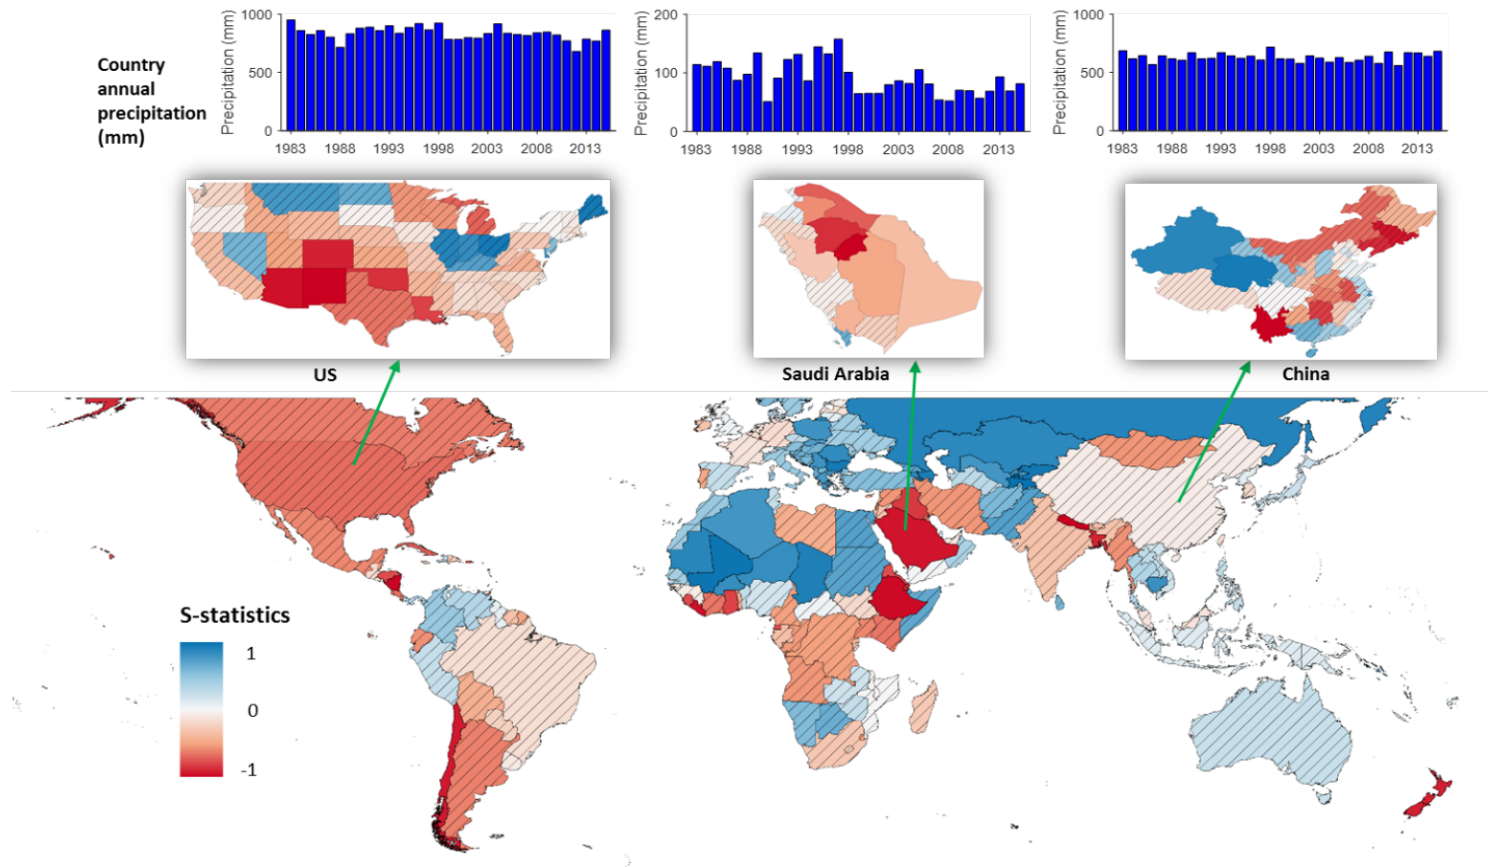 Country
annual
precipitation
(mm)
Precipitation (mm)
1000
500
0
1983 1988 1993 1998 2003 2008 2013
Precipitation (mm)
200
100
0
1983 1988 1993 1998 2003 2008 2013
Precipitation (mm)
1000
500
0
1983 1988 1993 1998 2003 2008 2013
US
Saudi Arabia
China
S-statistics
1
0
-1